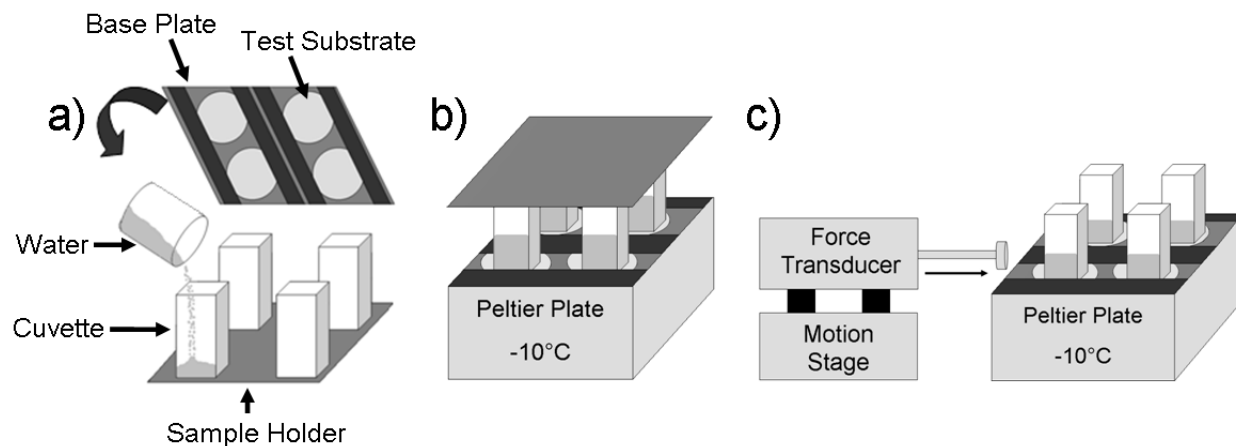 Base Plate
Test Substrate
a)
Water
Cuvette
Sample Holder
b)
Peltier Plate
-10°C
c)
Force
Transducer
Motion
Stage
Peltier Plate
-10°C